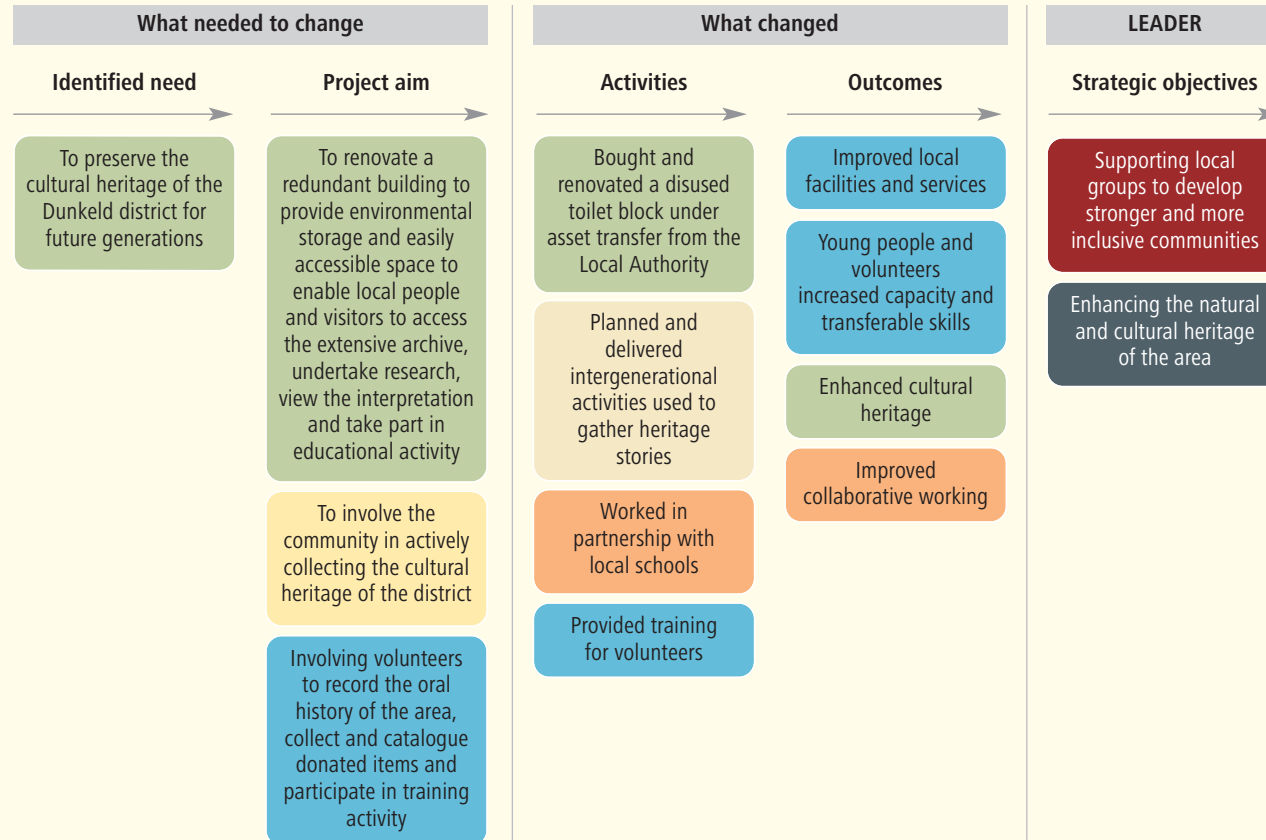 What needed to change
What changed
LEADER
Identified need
Project aim
Activities
Outcomes
Strategic objectives
To preserve the
cultural heritage of the
Dunkeld district for
future generations
To renovate a
redundant building to
provide environmental
storage and easily
accessible space to
enable local people
and visitors to access
the extensive archive,
undertake research,
view the interpretation
and take part in
educational activity
To involve the
community in actively
collecting the cultural
heritage of the district
Involving volunteers
to record the oral
history of the area,
collect and catalogue
donated items and
participate in training
activity
Bought and
renovated a disused
toilet block under
asset transfer from the
Local Authority
Planned and
delivered
intergenerational
activities used to
gather heritage
stories
Worked in
partnership with
local schools
Provided training
for volunteers
Improved local
facilities and services
Young people and
volunteers
increased capacity and
transferable skills
Enhanced cultural
heritage
Improved
collaborative working
Supporting local
groups to develop
stronger and more
inclusive communities
Enhancing the natural
and cultural heritage
of the area